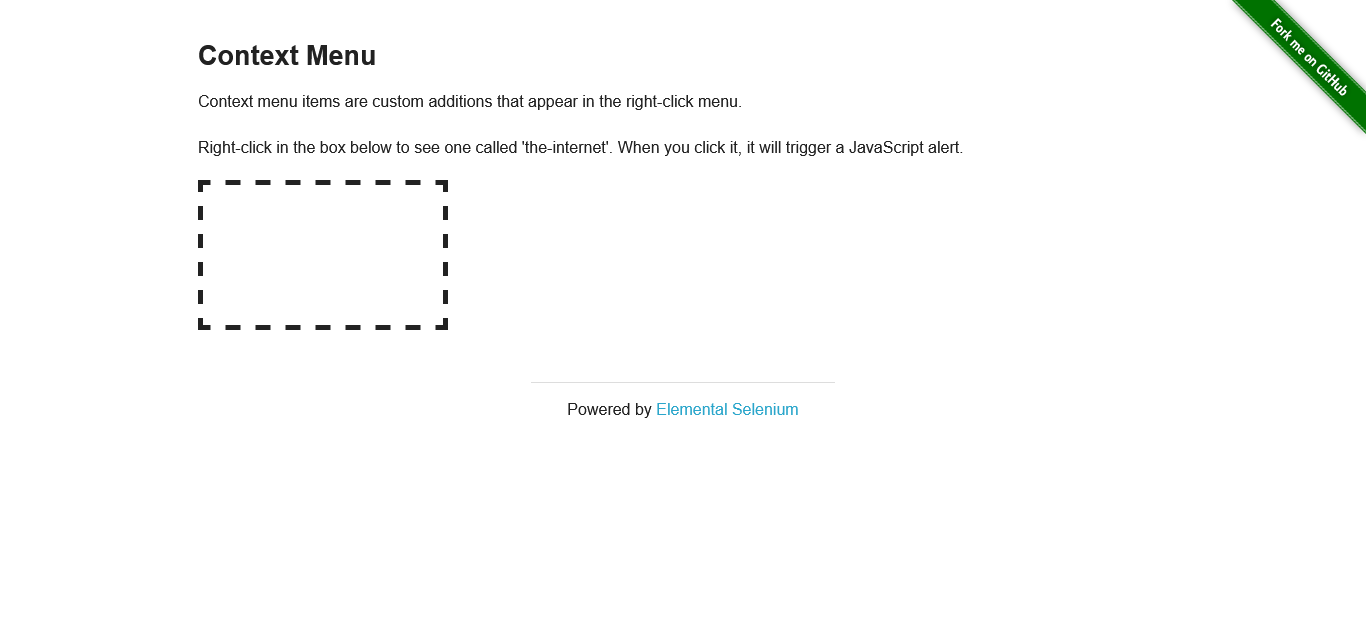 Fork me on GitHub
Context Menu
Context menu items are custom additions that appear in the right-click menu.
Right-click in the box below to see one called 'the-internet'. When you click it, it will trigger a JavaScript alert.
Powered by Elemental Selenium